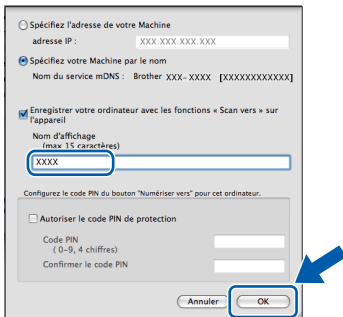 Spécifiez l'adresse de votre Machine
adresse IP : XXX.XXX.XXX.XXX
Spécifiez votre Machine par le nom
Nom du service mDNS : Brother XXX-XXXX [XXXXXXXXXXXX]
Enregistrer votre ordinateur avec les fonctions « Scan vers » sur
l'appareil
Nom d'affichage
(max 15 caractères)
XXXX
Configurez le code PIN du bouton "Numériser vers" pour cet ordinateur.
Autoriser le code PIN de protection
Code PIN
( 0–9, 4 chiffres)
Confirmer le code PIN
Annuler OK